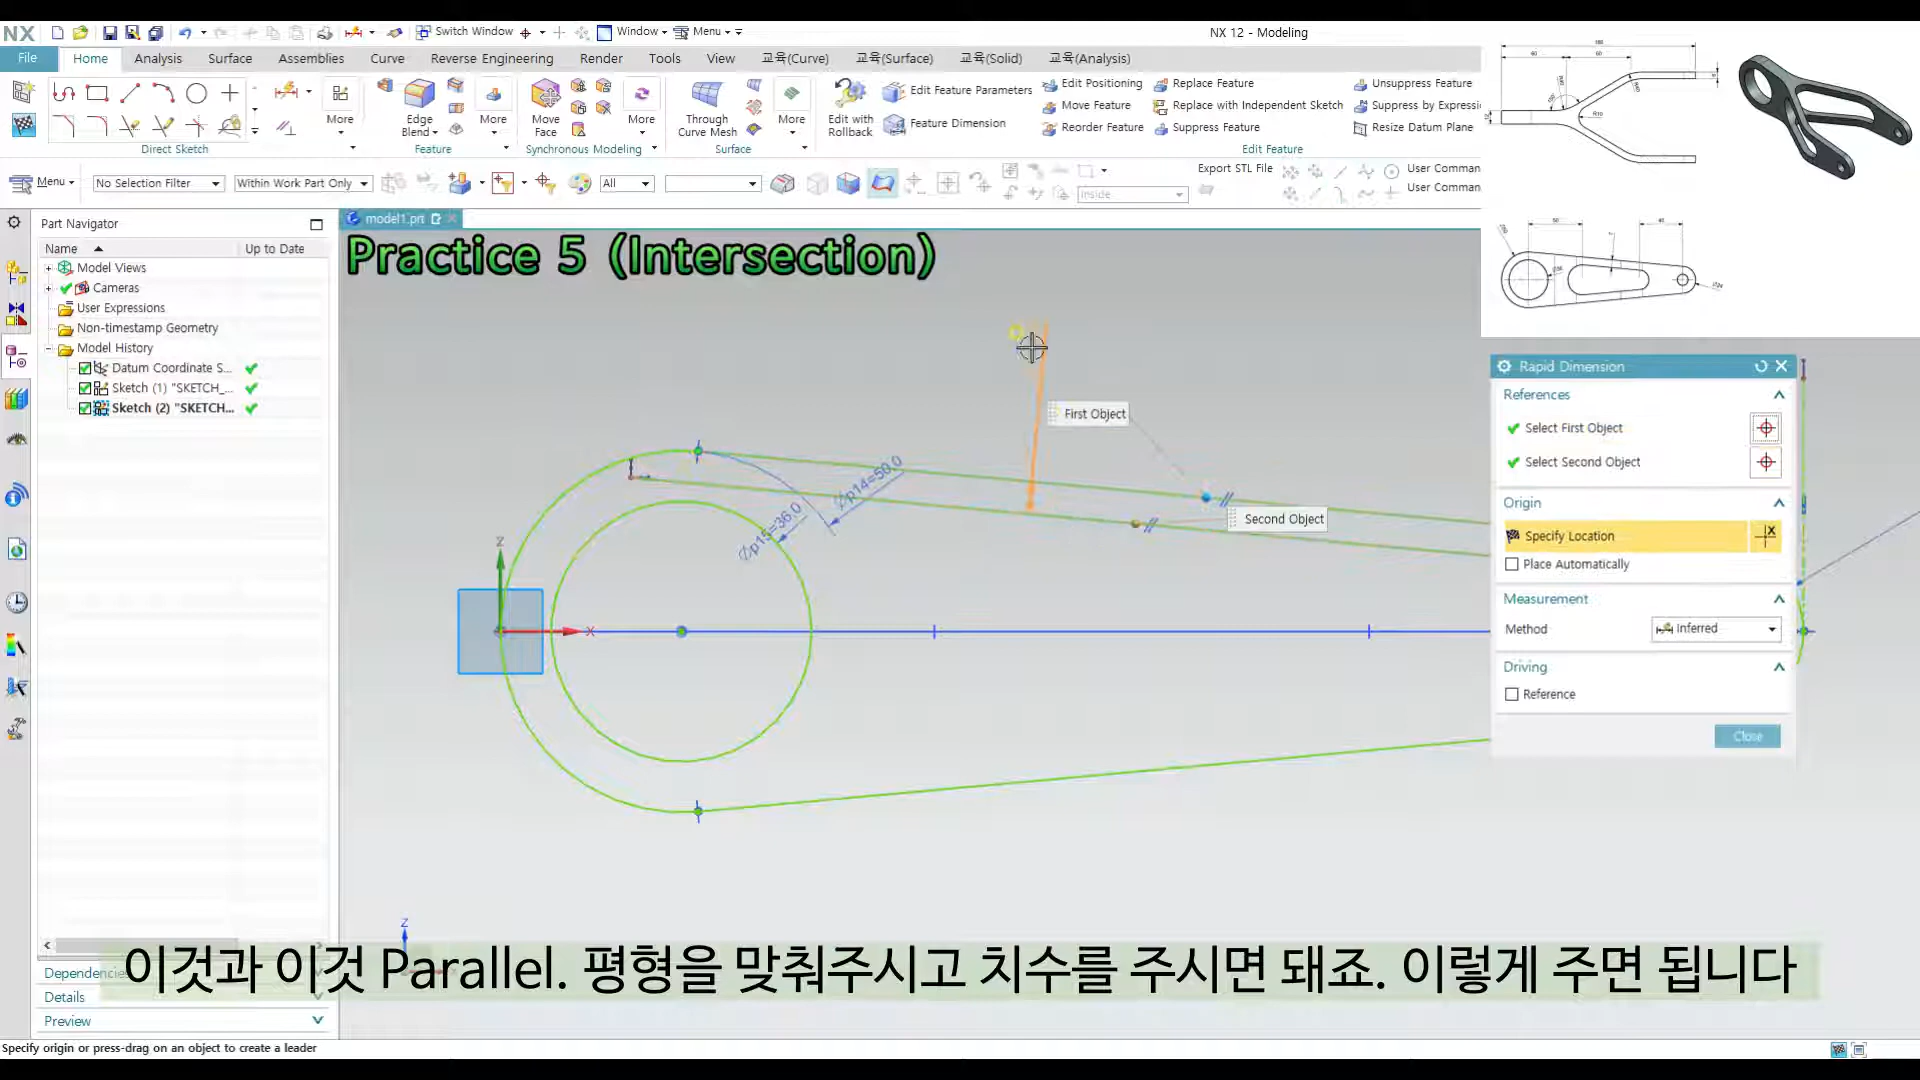 NX
Switch Window
Window
Menu
NX 12 - Modeling
File
Home
Analysis
Surface
Assemblies
Curve
Reverse Engineering
Render
Tools
View
교육(Curve)
교육(Surface)
교육(Solid)
교육(Analysis)
Direct Sketch
More
Edge Blend
More
Feature
Move Face
More
Synchronous Modeling
Through Curve Mesh
More
Surface
Edit with Rollback
Edit Feature Parameters
Feature Dimension
Edit Positioning
Move Feature
Reorder Feature
Replace Feature
Replace with Independent Sketch
Suppress Feature
Unsuppress Feature
Suppress by Expressi
Resize Datum Plane
Edit Feature
Menu
No Selection Filter
Within Work Part Only
All
Inside
Export STL File
User Comman
User Comman
Part Navigator
Name
Up to Date
Model Views
Cameras
User Expressions
Non-timestamp Geometry
Model History
Datum Coordinate S...
Sketch (1) "SKETCH_...
Sketch (2) "SKETCH...
Dependencie
Details
Preview
model1.prt
Practice 5 (Intersection)
First Object
Second Object
∅p14=50.0
∅p15=36.0
Z
X
Z
Rapid Dimension
References
Select First Object
Select Second Object
Origin
Specify Location
Place Automatically
Measurement
Method
Inferred
Driving
Reference
Close
이것과 이것 Parallel. 평형을 맞춰주시고 치수를 주시면 돼죠. 이렇게 주면 됩니다
Specify origin or press-drag on an object to create a leader